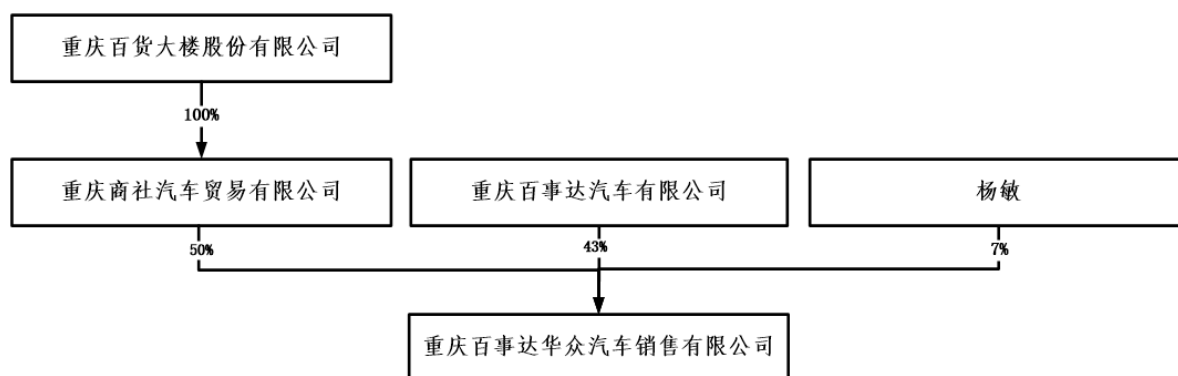 重庆百货大楼股份有限公司
100%
重庆商社汽车贸易有限公司
重庆百事达汽车有限公司
杨敏
50%
43%
7%
重庆百事达华众汽车销售有限公司